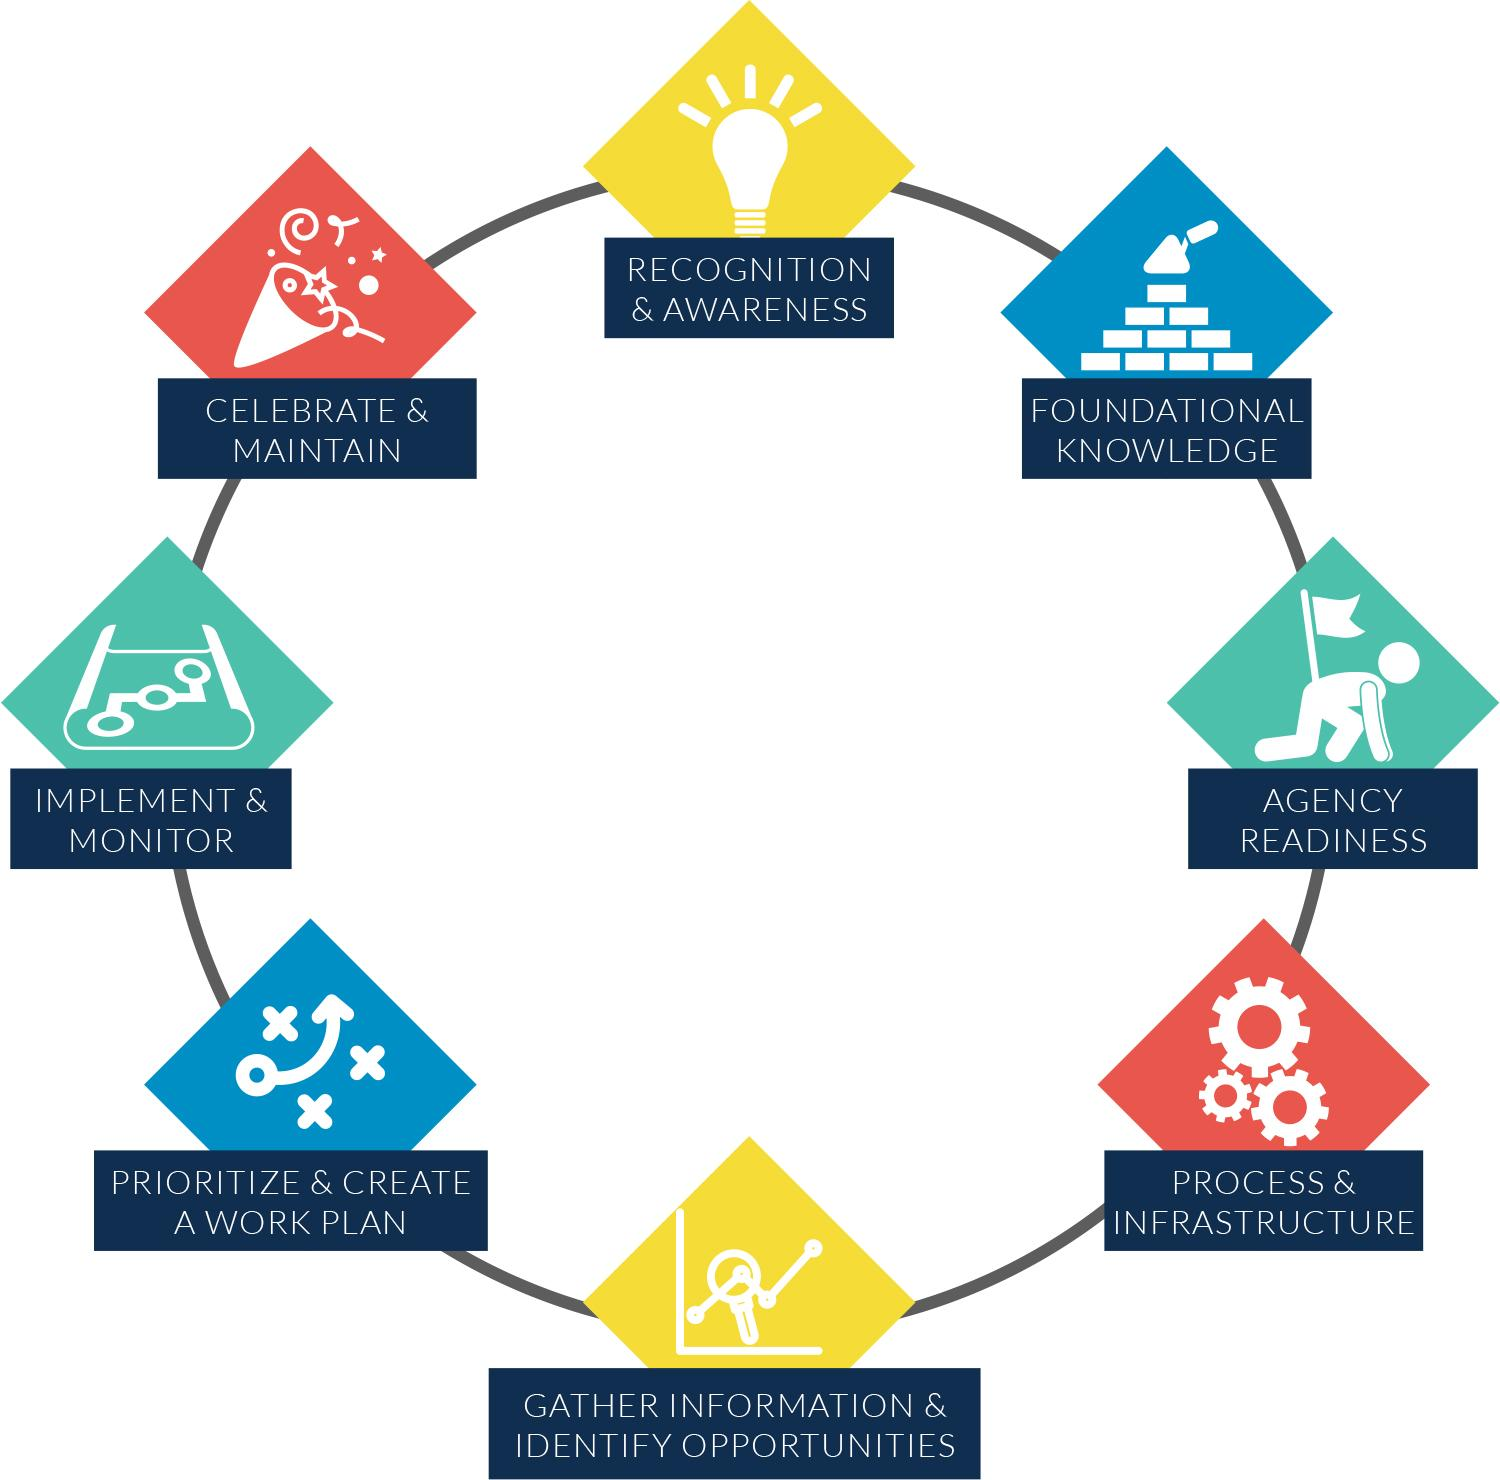 RECOGNITION
& AWARENESS
FOUNDATIONAL
KNOWLEDGE
AGENCY
READINESS
PROCESS &
INFRASTRUCTURE
GATHER INFORMATION &
IDENTIFY OPPORTUNITIES
PRIORITIZE & CREATE
A WORK PLAN
IMPLEMENT &
MONITOR
CELEBRATE &
MAINTAIN